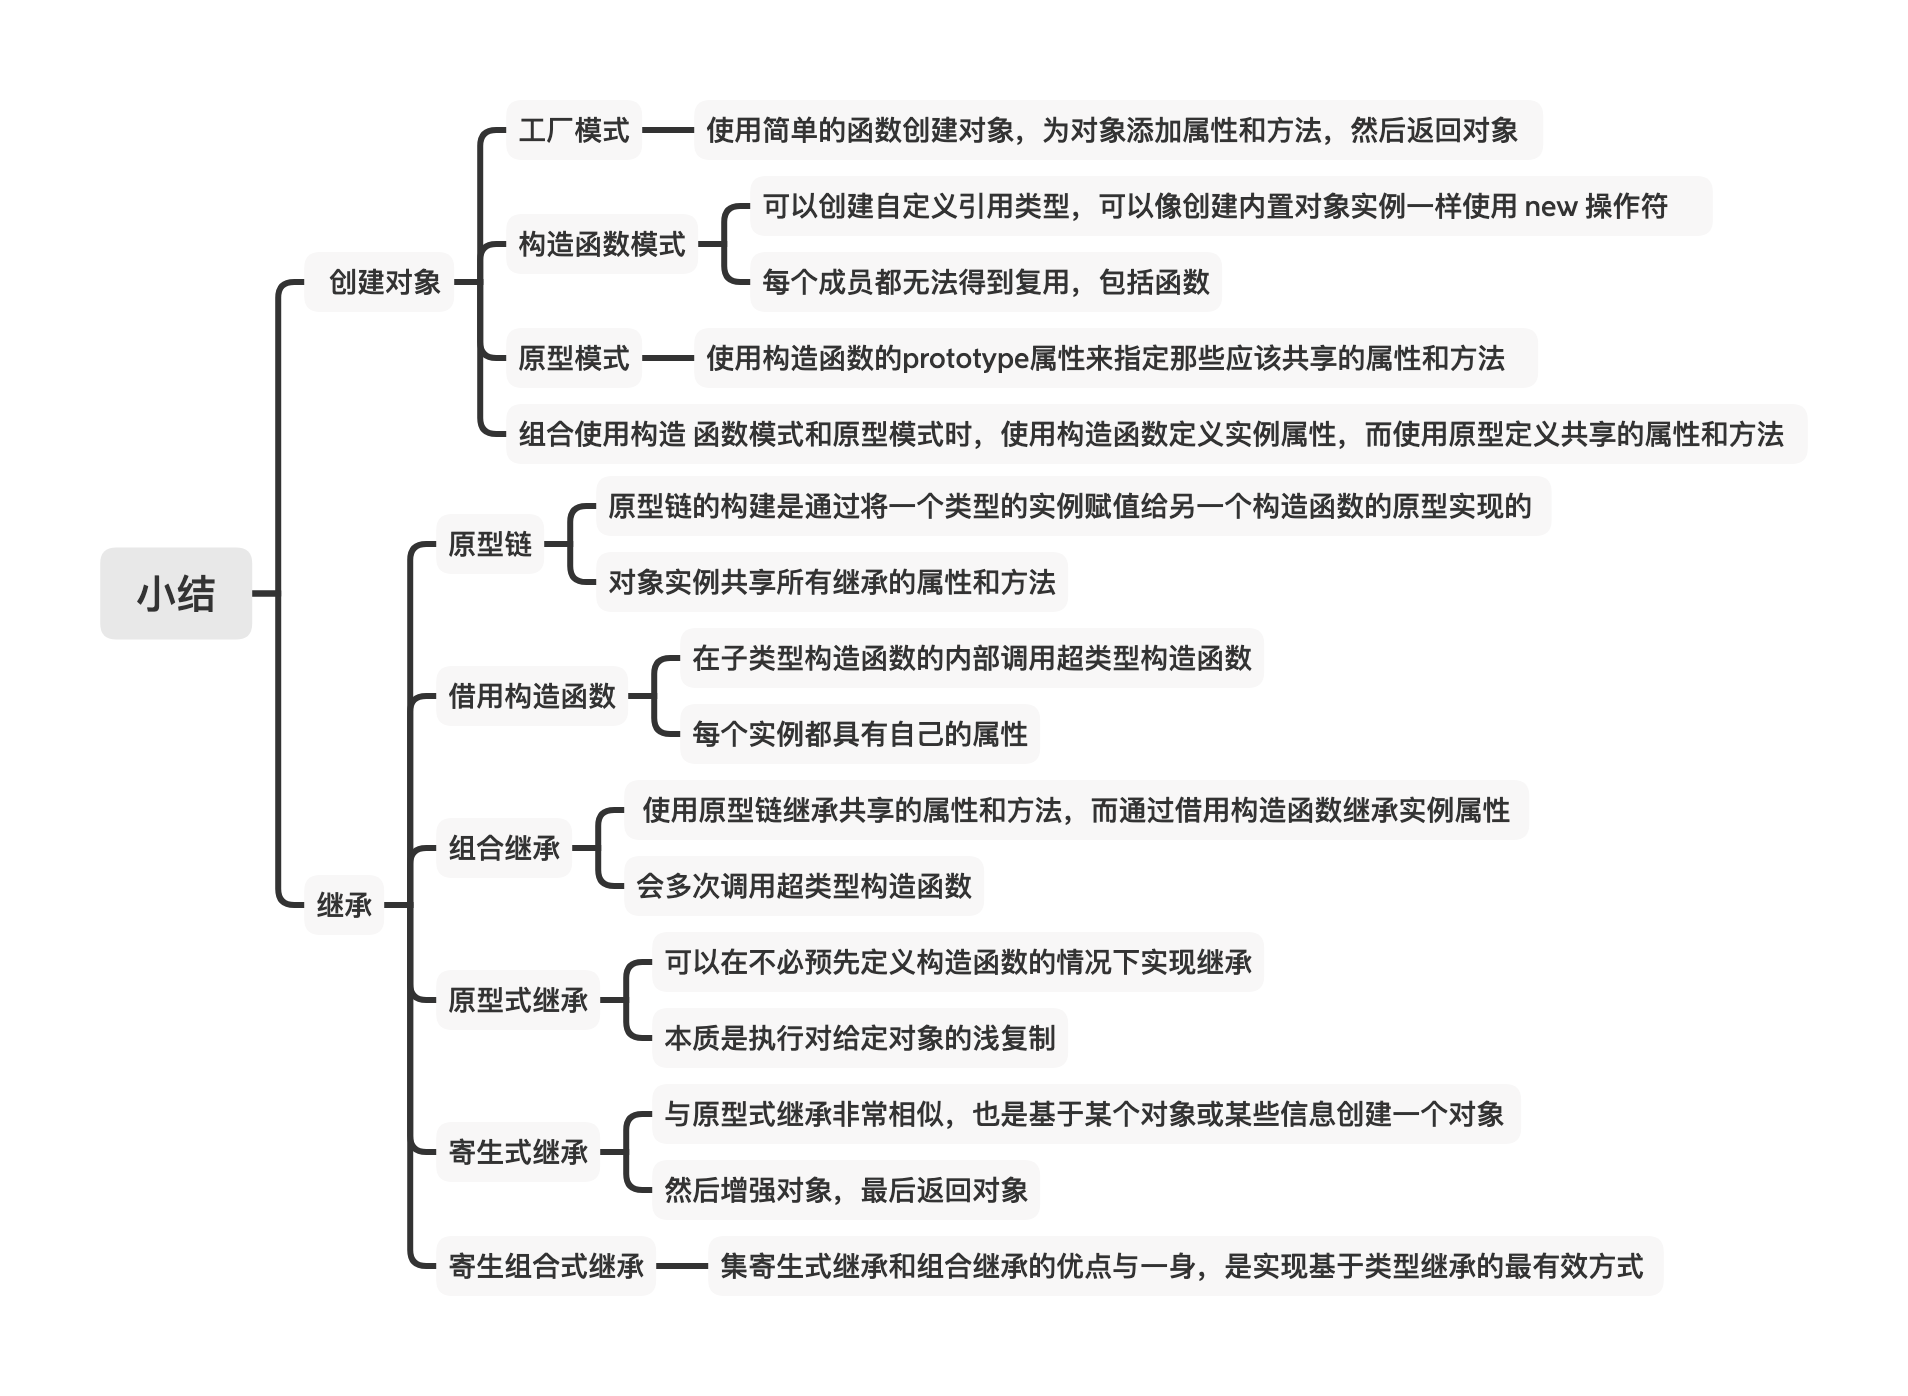 小结
创建对象
工厂模式
使用简单的函数创建对象，为对象添加属性和方法，然后返回对象
构造函数模式
可以创建自定义引用类型，可以像创建内置对象实例一样使用 new 操作符
每个成员都无法得到复用，包括函数
原型模式
使用构造函数的prototype属性来指定那些应该共享的属性和方法
组合使用构造 函数模式和原型模式时，使用构造函数定义实例属性，而使用原型定义共享的属性和方法
继承
原型链
原型链的构建是通过将一个类型的实例赋值给另一个构造函数的原型实现的
对象实例共享所有继承的属性和方法
借用构造函数
在子类型构造函数的内部调用超类型构造函数
每个实例都具有自己的属性
组合继承
使用原型链继承共享的属性和方法，而通过借用构造函数继承实例属性
会多次调用超类型构造函数
原型式继承
可以在不必预先定义构造函数的情况下实现继承
本质是执行对给定对象的浅复制
寄生式继承
与原型式继承非常相似，也是基于某个对象或某些信息创建一个对象
然后增强对象，最后返回对象
寄生组合式继承
集寄生式继承和组合继承的优点与一身，是实现基于类型继承的最有效方式